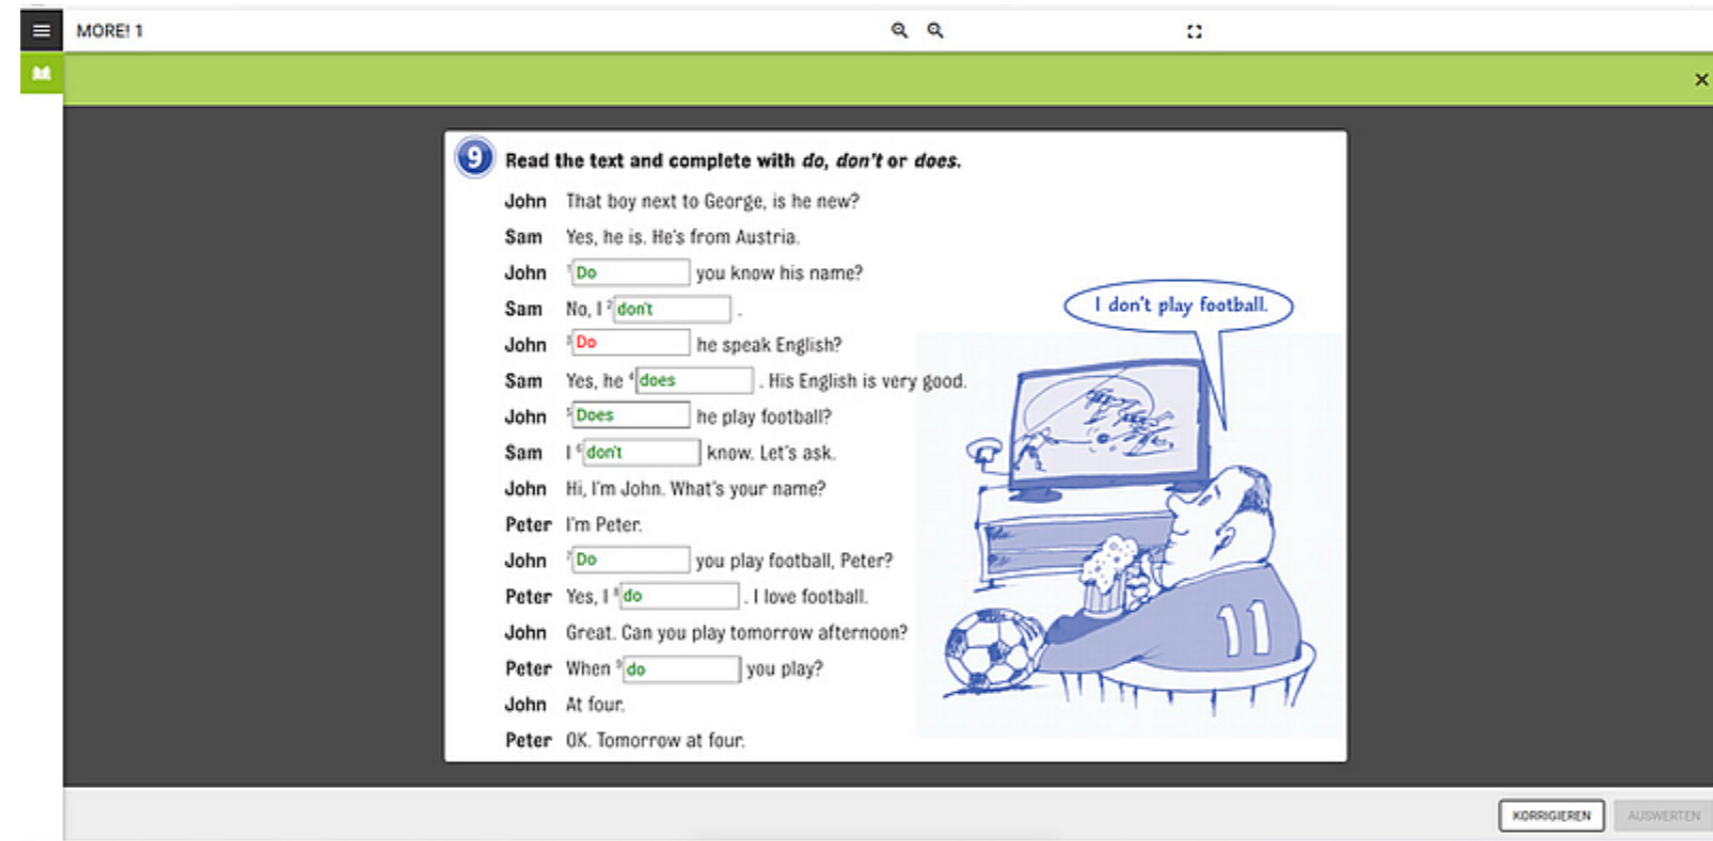 MORE! 1
9 Read the text and complete with do, don't or does.
John That boy next to George, is he new?
Sam Yes, he is. He's from Austria.
John 1 Do you know his name?
Sam No, I 2 don't .
John 3 Do he speak English?
Sam Yes, he 4 does . His English is very good.
John 5 Does he play football?
Sam I 6 don't know. Let's ask.
John Hi, I'm John. What's your name?
Peter I'm Peter.
John 7 Do you play football, Peter?
Peter Yes, I 8 do . I love football.
John Great. Can you play tomorrow afternoon?
Peter When 9 do you play?
John At four.
Peter OK. Tomorrow at four.
I don't play football.
11
KORRIGIEREN AUSWERTEN